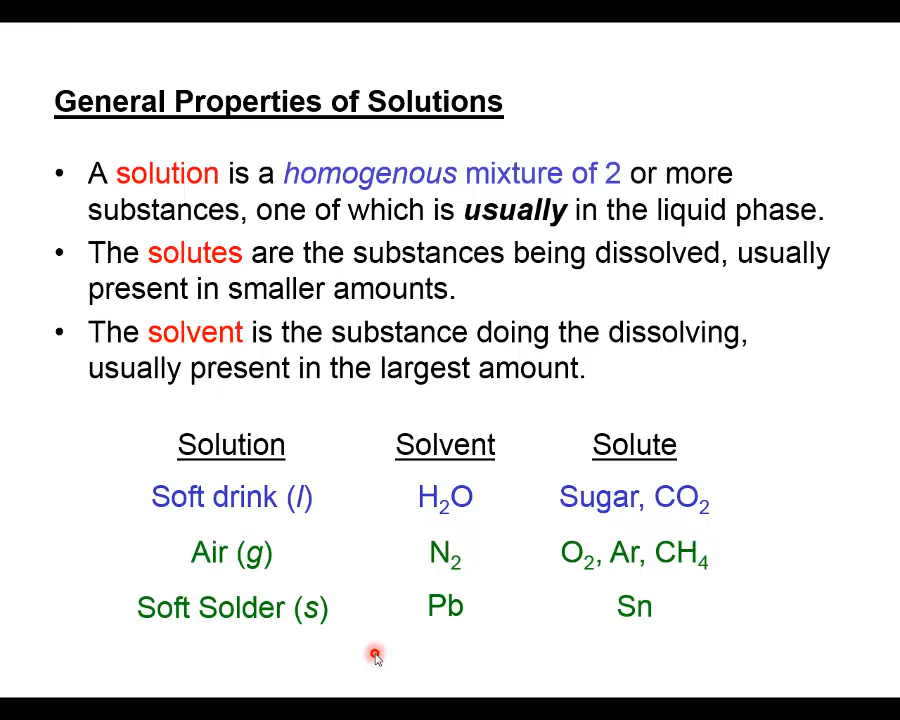 General Properties of Solutions
• A solution is a homogenous mixture of 2 or more
substances, one of which is usually in the liquid phase.
• The solutes are the substances being dissolved, usually
present in smaller amounts.
• The solvent is the substance doing the dissolving,
usually present in the largest amount.
Solution Solvent Solute
Soft drink (l) H₂O Sugar, CO₂
Air (g) N₂ O₂, Ar, CH₄
Soft Solder (s) Pb Sn